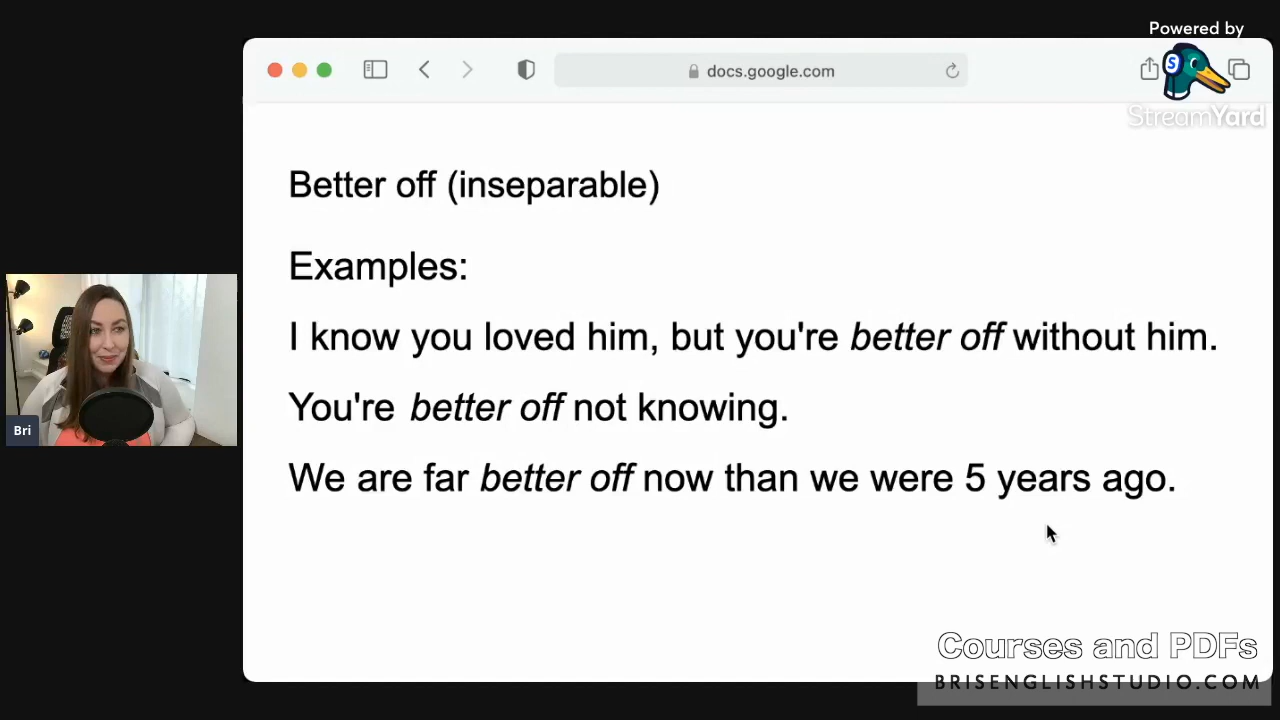 Powered by
docs.google.com
StreamYard
Better off (inseparable)
Examples:
I know you loved him, but you're better off without him.
You're better off not knowing.
We are far better off now than we were 5 years ago.
Bri
Courses and PDFs
BRISENGLISHSTUDIO.COM